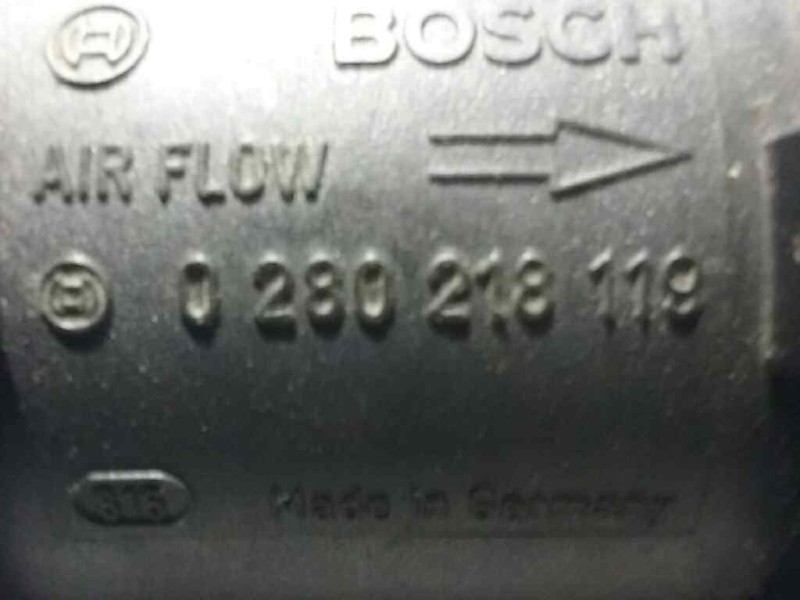 BOSCH
AIR FLOW
0 280 218 119
Made in Germany